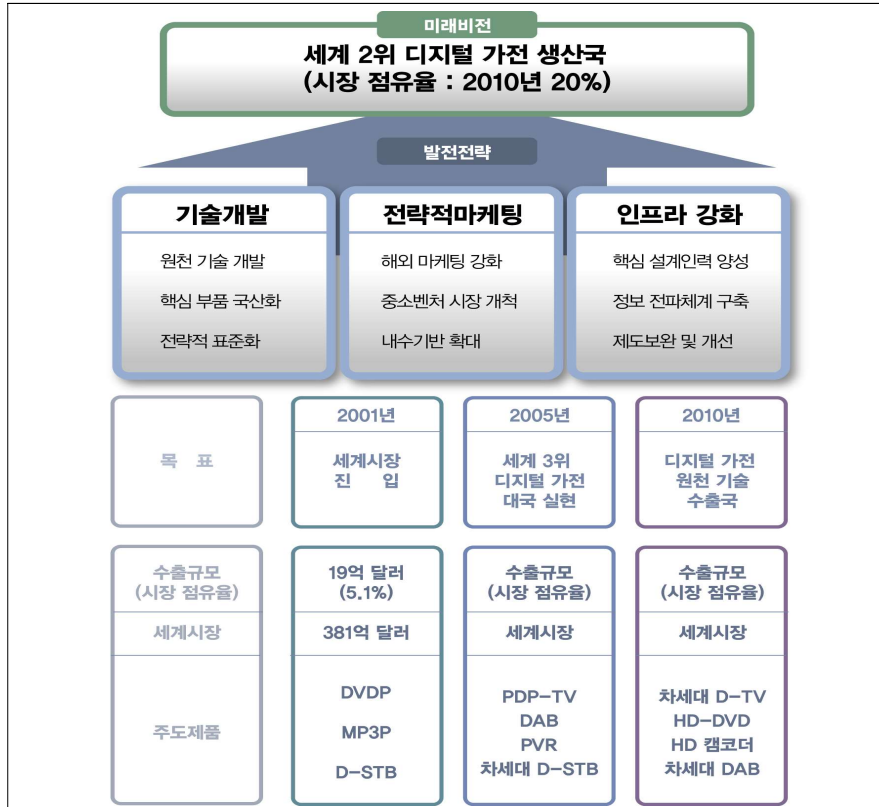 미래비전
세계 2위 디지털 가전 생산국
(시장 점유율 : 2010년 20%)
발전전략
기술개발
원천 기술 개발
핵심 부품 국산화
전략적 표준화
전략적마케팅
해외 마케팅 강화
중소벤처 시장 개척
내수기반 확대
인프라 강화
핵심 설계인력 양성
정보 전파체계 구축
제도보완 및 개선
목 표
2001년
세계시장
진 입
2005년
세계 3위
디지털 가전
대국 실현
2010년
디지털 가전
원천 기술
수출국
수출규모
(시장 점유율)
19억 달러
(5.1%)
수출규모
(시장 점유율)
수출규모
(시장 점유율)
세계시장
381억 달러
세계시장
세계시장
주도제품
DVDP
MP3P
D-STB
PDP-TV
DAB
PVR
차세대 D-STB
차세대 D-TV
HD-DVD
HD 캠코더
차세대 DAB